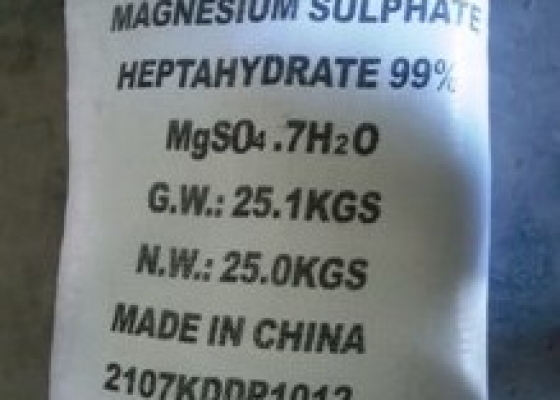 MAGNESIUM SULPHATE
HEPTAHYDRATE 99%
MgSO4.7H2O
G.W.: 25.1KGS
N.W.: 25.0KGS
MADE IN CHINA